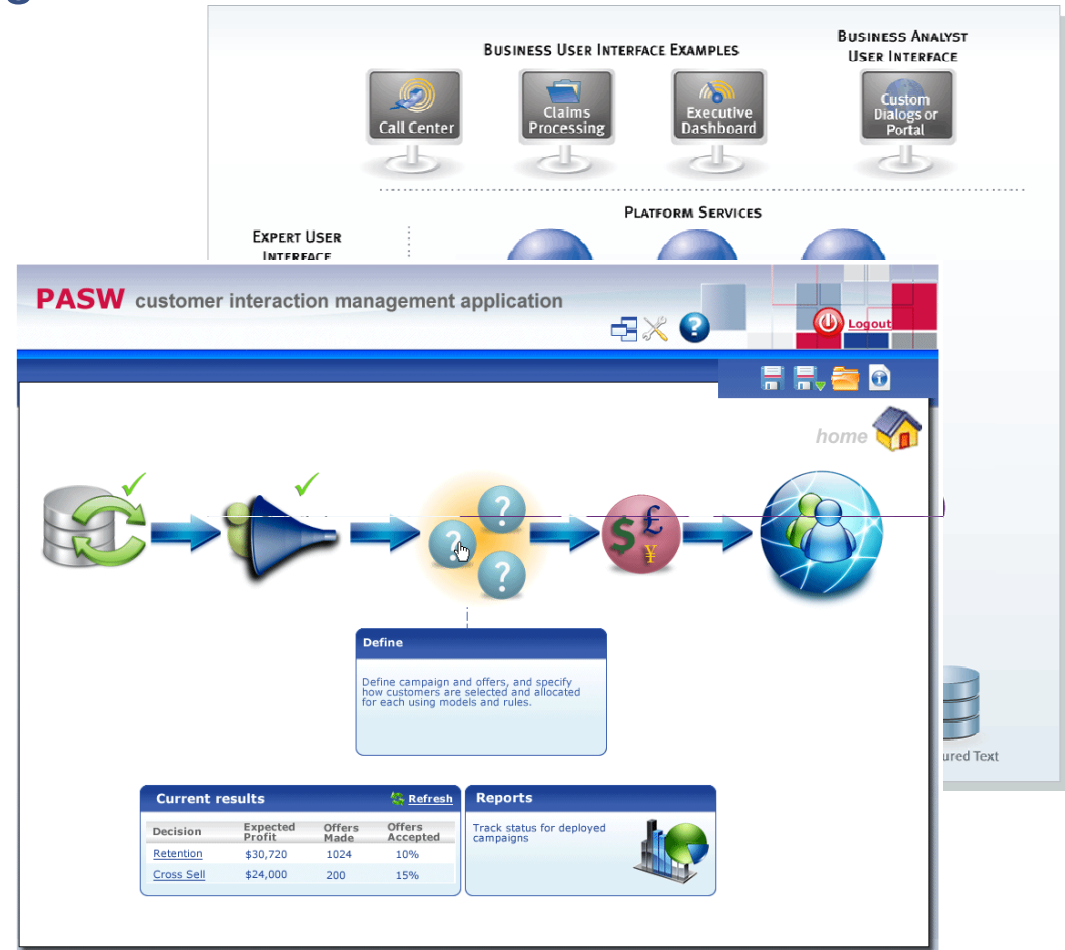 g
BUSINESS USER INTERFACE EXAMPLES
BUSINESS ANALYST
USER INTERFACE
Call Center
Claims
Processing
Executive
Dashboard
Custom
Dialogs or
Portal
PLATFORM SERVICES
EXPERT USER
INTERFACE
PASW customer interaction management application
?
Logout
home
?
?
?
$ £
¥
Define
Define campaign and offers, and specify
how customers are selected and allocated
for each using models and rules.
ured Text
Current results Refresh
Decision Expected Profit Offers Made Offers Accepted
Retention $30,720 1024 10%
Cross Sell $24,000 200 15%
Reports
Track status for deployed
campaigns